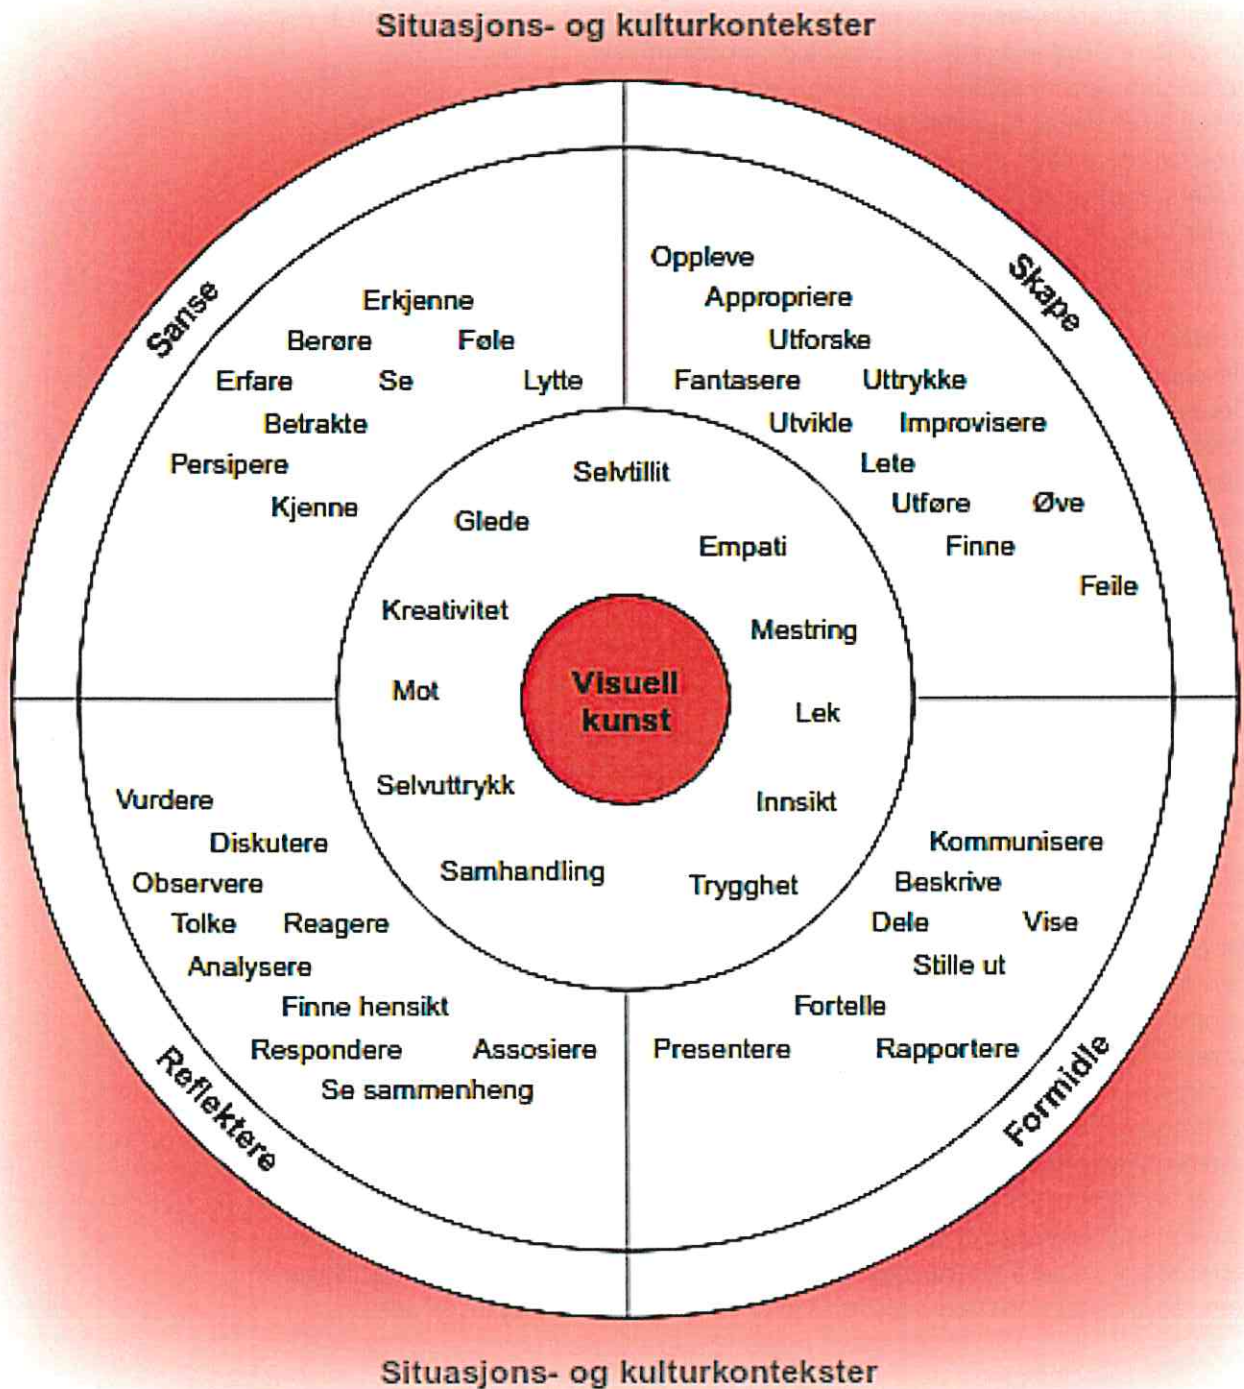 Situasjons- og kulturkontekster
Sanse
Erkjenne
Berøre Føle
Erfare Se Lytte
Betrakte
Persipere
Kjenne
Skape
Oppleve
Appropriere
Utforske
Fantasere Uttrykke
Utvikle Improvisere
Lete
Utføre Øve
Finne
Feile
Selvtillit
Glede
Empati
Kreativitet
Mestring
Mot
Lek
Selvuttrykk
Innsikt
Samhandling
Trygghet
Visuell
kunst
Reflektere
Vurdere
Diskutere
Observere
Tolke Reagere
Analysere
Finne hensikt
Respondere Assosiere
Se sammenheng
Formidle
Kommunisere
Beskrive
Dele Vise
Stille ut
Fortelle
Presentere Rapportere
Situasjons- og kulturkontekster